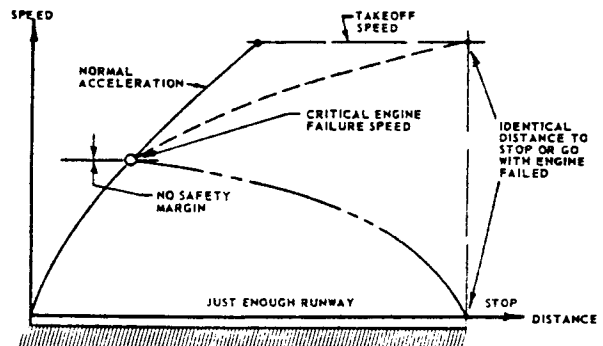 SPEED
TAKEOFF
SPEED
NORMAL
ACCELERATION
CRITICAL ENGINE
FAILURE SPEED
IDENTICAL
DISTANCE TO
STOP OR GO
WITH ENGINE
FAILED
NO SAFETY
MARGIN
JUST ENOUGH RUNWAY
STOP
DISTANCE